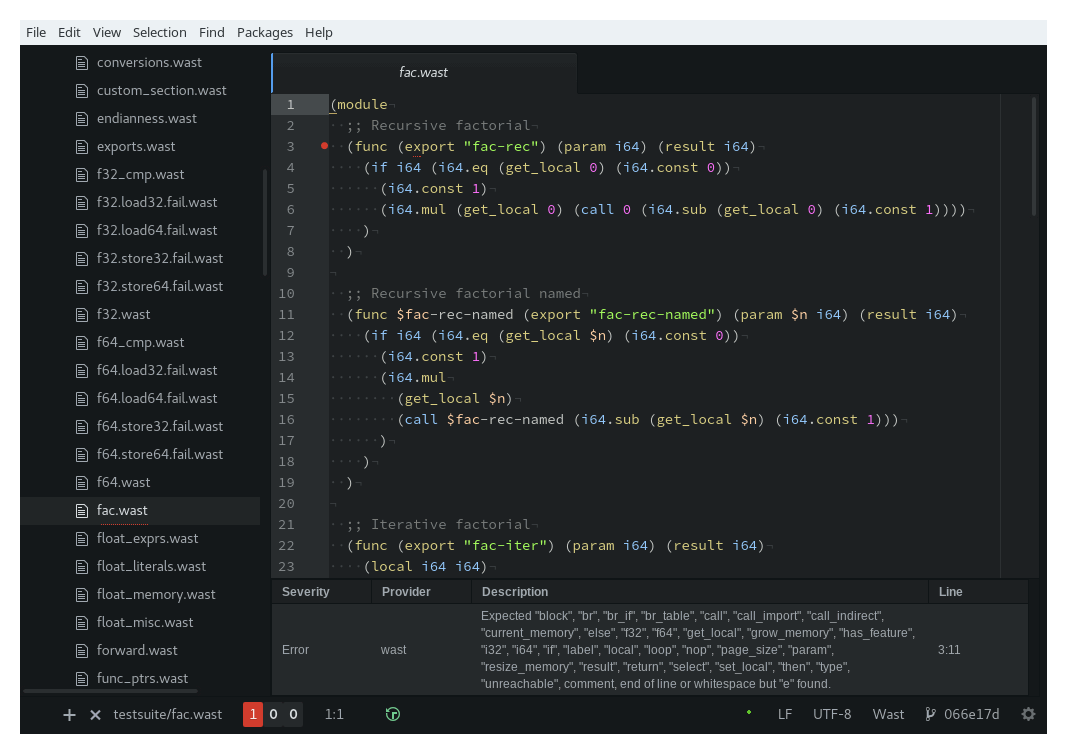 File Edit View Selection Find Packages Help
conversions.wast
custom_section.wast
endianness.wast
exports.wast
f32_cmp.wast
f32.load32.fail.wast
f32.load64.fail.wast
f32.store32.fail.wast
f32.store64.fail.wast
f32.wast
f64_cmp.wast
f64.load32.fail.wast
f64.load64.fail.wast
f64.store32.fail.wast
f64.store64.fail.wast
f64.wast
fac.wast
float_exprs.wast
float_literals.wast
float_memory.wast
float_misc.wast
forward.wast
func_ptrs.wast
fac.wast
1 (module¬
2 ··;; Recursive factorial¬
3 ··(func (export "fac-rec") (param i64) (result i64)¬
4 ····(if i64 (i64.eq (get_local 0) (i64.const 0))¬
5 ······(i64.const 1)¬
6 ······(i64.mul (get_local 0) (call 0 (i64.sub (get_local 0) (i64.const 1))))¬
7 ····)¬
8 ··)¬
9 ¬
10 ··;; Recursive factorial named¬
11 ··(func $fac-rec-named (export "fac-rec-named") (param $n i64) (result i64)¬
12 ····(if i64 (i64.eq (get_local $n) (i64.const 0))¬
13 ······(i64.const 1)¬
14 ······(i64.mul¬
15 ········(get_local $n)¬
16 ········(call $fac-rec-named (i64.sub (get_local $n) (i64.const 1)))¬
17 ······)¬
18 ····)¬
19 ··)¬
20 ¬
21 ··;; Iterative factorial¬
22 ··(func (export "fac-iter") (param i64) (result i64)¬
23 ····(local i64 i64)¬
Severity Provider Description Line
Expected "block", "br", "br_if", "br_table", "call", "call_import", "call_indirect",
"current_memory", "else", "f32", "f64", "get_local", "grow_memory", "has_feature",
Error wast "i32", "i64", "if", "label", "local", "loop", "nop", "page_size", "param", 3:11
"resize_memory", "result", "return", "select", "set_local", "then", "type",
"unreachable", comment, end of line or whitespace but "e" found.
testsuite/fac.wast 1 0 0 1:1 LF UTF-8 Wast 066e17d